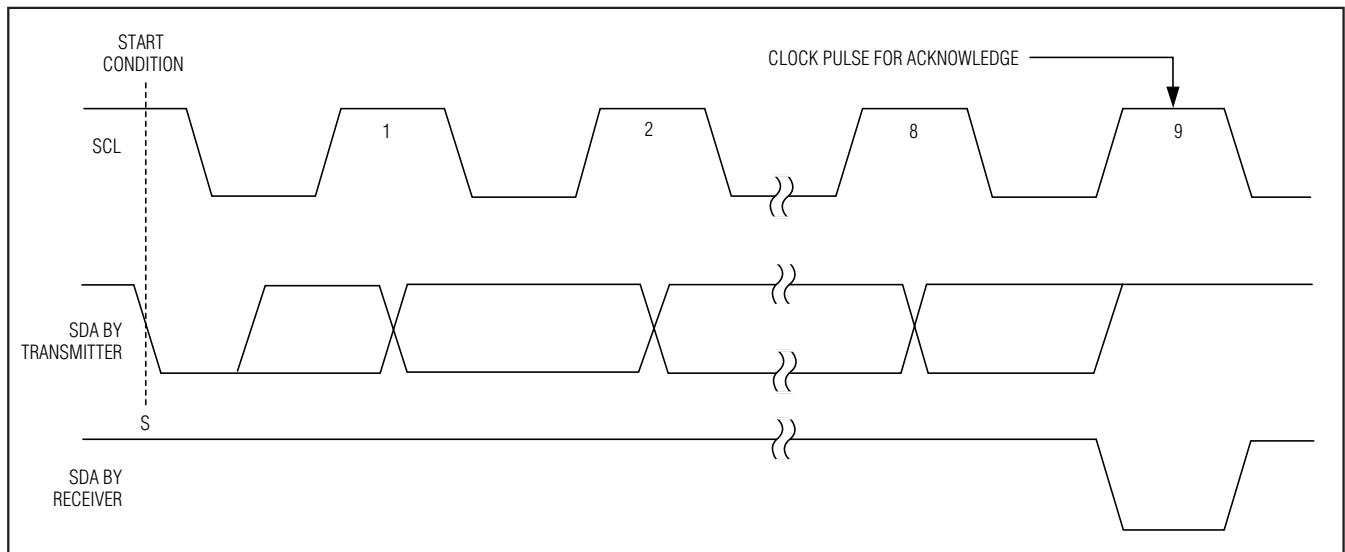 START
CONDITION
CLOCK PULSE FOR ACKNOWLEDGE
SCL
1
2
8
9
SDA BY
TRANSMITTER
S
SDA BY
RECEIVER